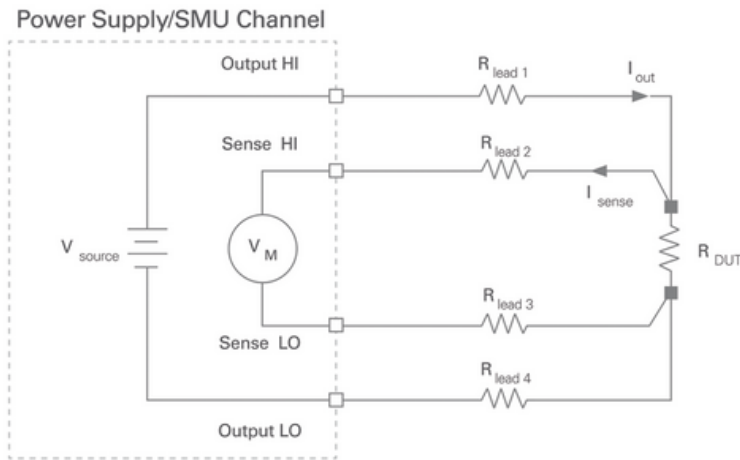 Power Supply/SMU Channel
Output HI
R lead 1
I out
Sense HI
R lead 2
I sense
V source
V M
R DUT
R lead 3
Sense LO
R lead 4
Output LO